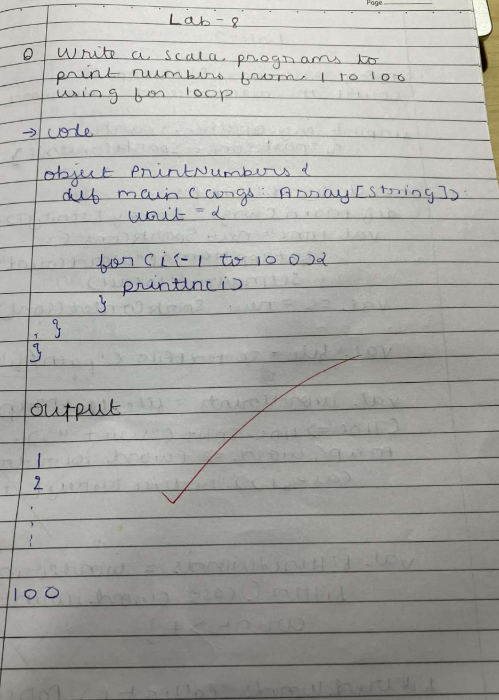 Page
Lab - 8
Q Write a scala programs to
print numbers from 1 to 100
using for loop
→ code
object PrintNumbers {
def main (args: Array[String]):
unit = {
for (i <- 1 to 100) {
println(i)
}
}
}
output
1
2
.
.
.
100